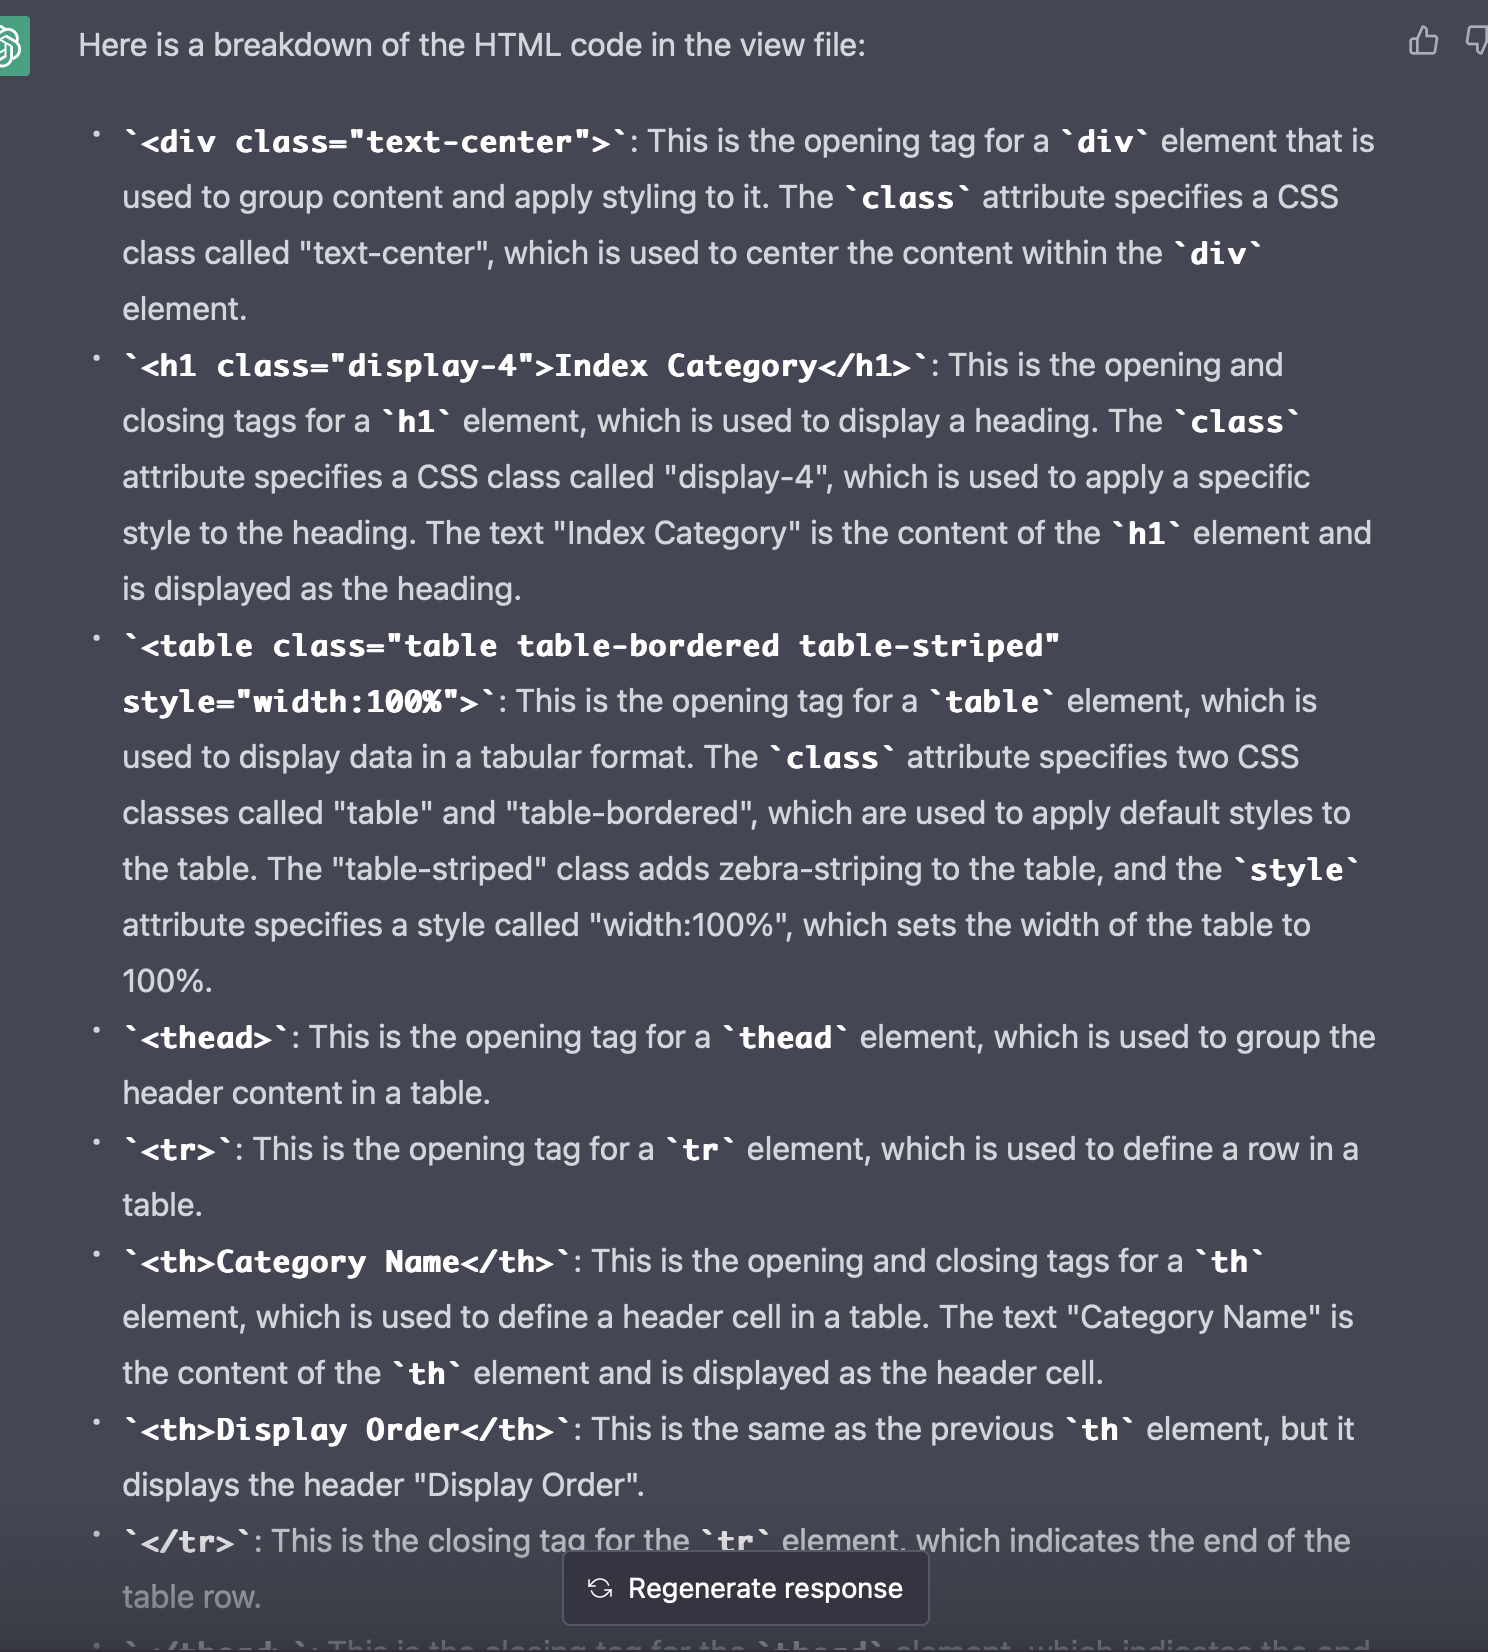 Here is a breakdown of the HTML code in the view file:
• `<div class="text-center">`: This is the opening tag for a `div` element that is
used to group content and apply styling to it. The `class` attribute specifies a CSS
class called "text-center", which is used to center the content within the `div`
element.
• `<h1 class="display-4">Index Category</h1>`: This is the opening and
closing tags for a `h1` element, which is used to display a heading. The `class`
attribute specifies a CSS class called "display-4", which is used to apply a specific
style to the heading. The text "Index Category" is the content of the `h1` element and
is displayed as the heading.
• `<table class="table table-bordered table-striped"
style="width:100%">`: This is the opening tag for a `table` element, which is
used to display data in a tabular format. The `class` attribute specifies two CSS
classes called "table" and "table-bordered", which are used to apply default styles to
the table. The "table-striped" class adds zebra-striping to the table, and the `style`
attribute specifies a style called "width:100%", which sets the width of the table to
100%.
• `<thead>`: This is the opening tag for a `thead` element, which is used to group the
header content in a table.
• `<tr>`: This is the opening tag for a `tr` element, which is used to define a row in a
table.
• `<th>Category Name</th>`: This is the opening and closing tags for a `th`
element, which is used to define a header cell in a table. The text "Category Name" is
the content of the `th` element and is displayed as the header cell.
• `<th>Display Order</th>`: This is the same as the previous `th` element, but it
displays the header "Display Order".
• `</tr>`: This is the closing tag for the `tr` element, which indicates the end of the
table row.
Regenerate response
• `</thead>`: This is the closing tag for the `thead` element, which indicates the end